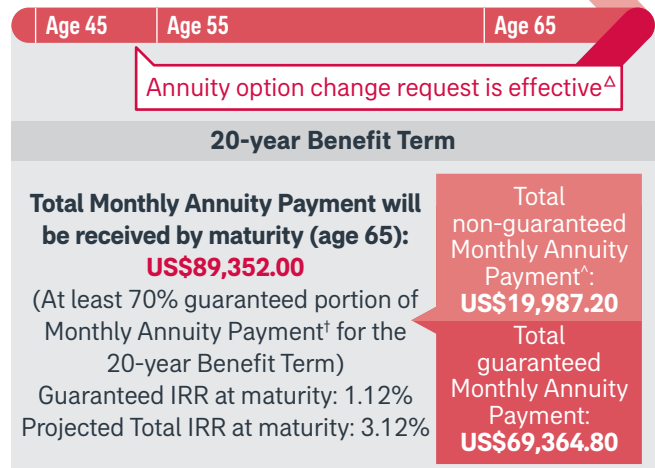 Age 45
Age 55
Age 65
Annuity option change request is effective△
20-year Benefit Term
Total Monthly Annuity Payment will
be received by maturity (age 65):
US$89,352.00
(At least 70% guaranteed portion of
Monthly Annuity Payment† for the
20-year Benefit Term)
Guaranteed IRR at maturity: 1.12%
Projected Total IRR at maturity: 3.12%
Total
non-guaranteed
Monthly Annuity
Payment^:
US$19,987.20
Total
guaranteed
Monthly Annuity
Payment:
US$69,364.80